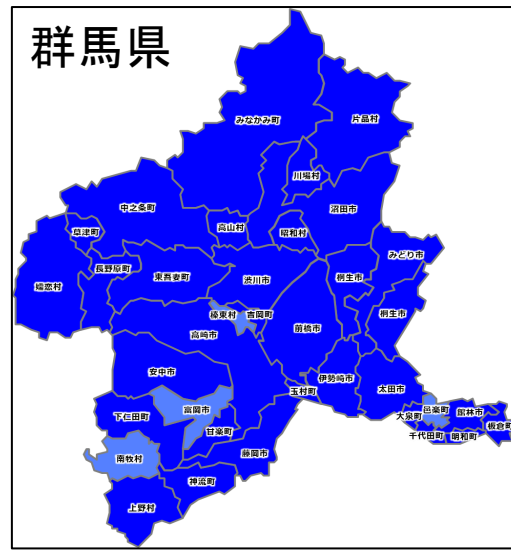 群馬県
みなかみ町
片品村
川場村
中之条町
沼田市
高山村
昭和村
草津町
みどり市
長野原町
東吾妻町
渋川市
桐生市
嬬恋村
榛東村
吉岡町
桐生市
高崎市
前橋市
安中市
伊勢崎市
玉村町
太田市
富岡市
邑楽町
館林市
下仁田町
大泉町
板倉町
甘楽町
千代田町
明和町
藤岡市
南牧村
神流町
上野村